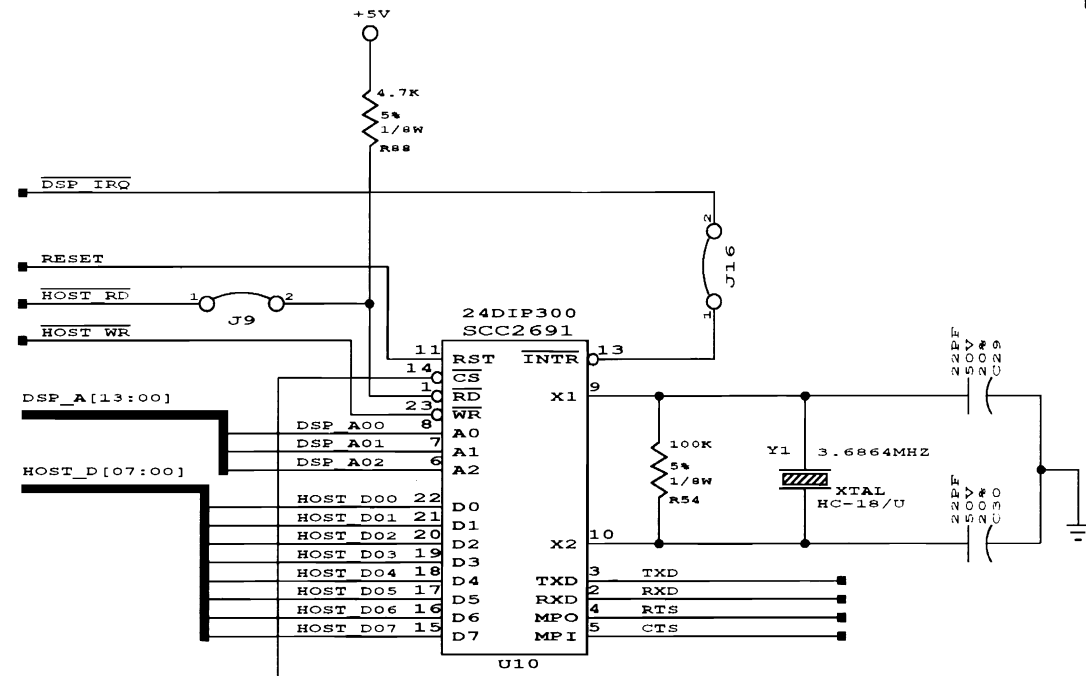 +5V
4.7K
5%
1/8W
R88
DSP_IRQ
2
J16
1
RESET
HOST_RD
1
2
J9
HOST_WR
24DIP300
SCC2691
11
RST
INTR
13
14
CS
1
RD
23
WR
9
X1
DSP_A[13:00]
DSP_A00
8
A0
DSP_A01
7
A1
DSP_A02
6
A2
HOST_D[07:00]
HOST_D00
22
D0
HOST_D01
21
D1
HOST_D02
20
D2
HOST_D03
19
D3
HOST_D04
18
D4
HOST_D05
17
D5
HOST_D06
16
D6
HOST_D07
15
D7
X2
10
TXD
3
TXD
RXD
2
RXD
MPO
4
RTS
MPI
5
CTS
U10
100K
5%
1/8W
R54
Y1
3.6864MHZ
XTAL
HC-18/U
22PF
50V
20%
C29
22PF
50V
20%
C30